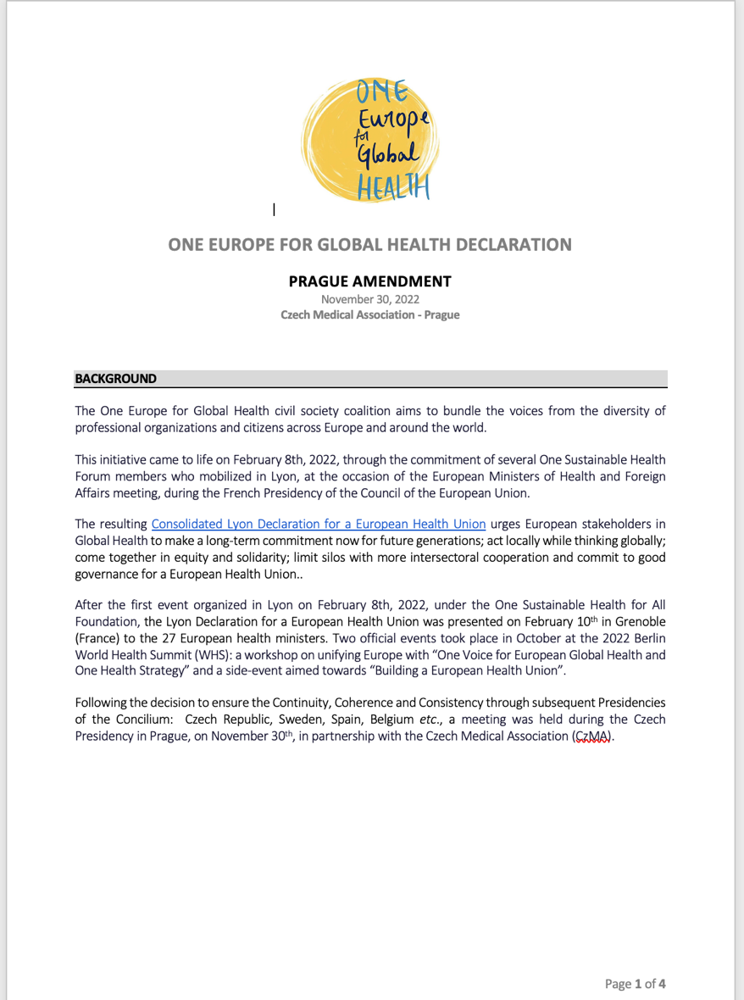 ONE
Europe
for
Global
HEALTH
ONE EUROPE FOR GLOBAL HEALTH DECLARATION
PRAGUE AMENDMENT
November 30, 2022
Czech Medical Association - Prague
BACKGROUND
The One Europe for Global Health civil society coalition aims to bundle the voices from the diversity of
professional organizations and citizens across Europe and around the world.
This initiative came to life on February 8th, 2022, through the commitment of several One Sustainable Health
Forum members who mobilized in Lyon, at the occasion of the European Ministers of Health and Foreign
Affairs meeting, during the French Presidency of the Council of the European Union.
The resulting Consolidated Lyon Declaration for a European Health Union urges European stakeholders in
Global Health to make a long-term commitment now for future generations; act locally while thinking globally;
come together in equity and solidarity; limit silos with more intersectoral cooperation and commit to good
governance for a European Health Union..
After the first event organized in Lyon on February 8th, 2022, under the One Sustainable Health for All
Foundation, the Lyon Declaration for a European Health Union was presented on February 10th in Grenoble
(France) to the 27 European health ministers. Two official events took place in October at the 2022 Berlin
World Health Summit (WHS): a workshop on unifying Europe with “One Voice for European Global Health and
One Health Strategy” and a side-event aimed towards “Building a European Health Union”.
Following the decision to ensure the Continuity, Coherence and Consistency through subsequent Presidencies
of the Concilium: Czech Republic, Sweden, Spain, Belgium etc., a meeting was held during the Czech
Presidency in Prague, on November 30th, in partnership with the Czech Medical Association (CzMA).
Page 1 of 4